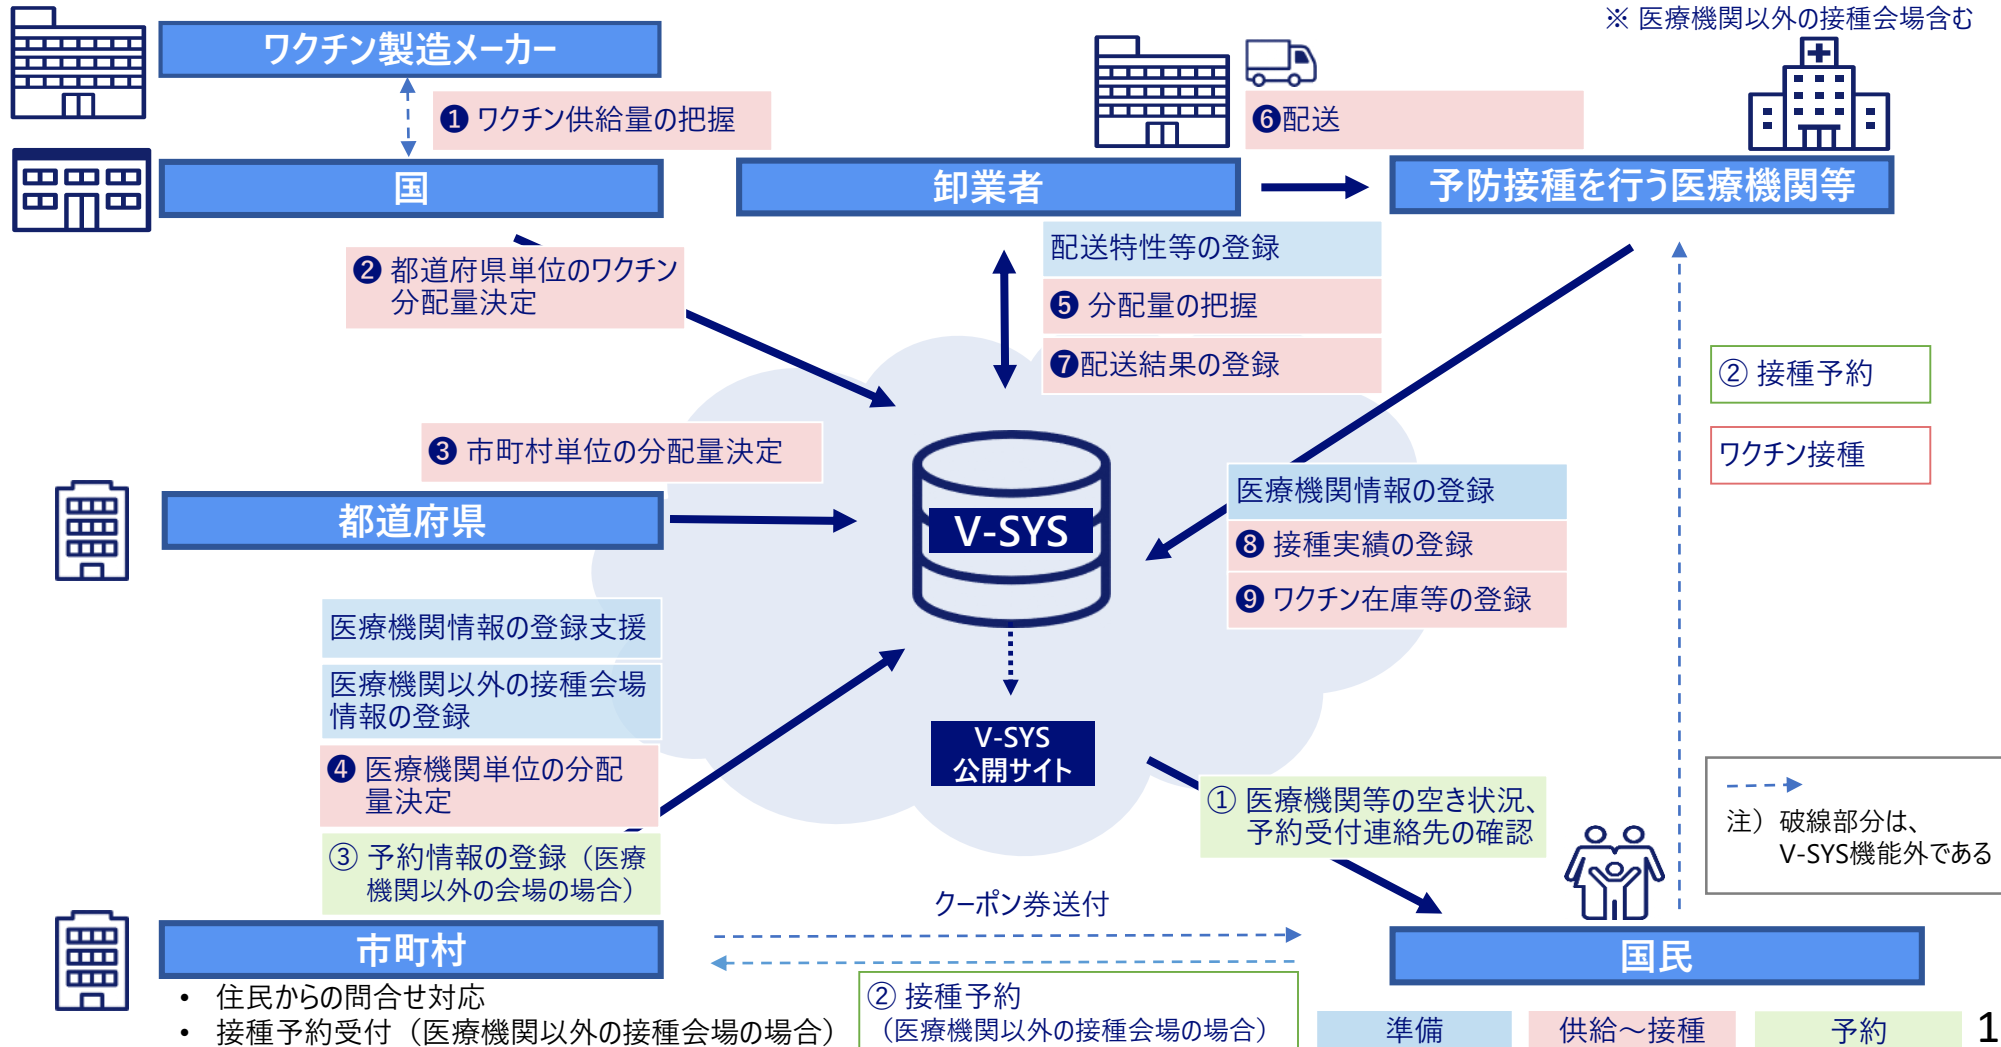 ※ 医療機関以外の接種会場含む
ワクチン製造メーカー
❶ ワクチン供給量の把握
❻配送
国
卸業者
予防接種を行う医療機関等
❷ 都道府県単位のワクチン
分配量決定
配送特性等の登録
❺ 分配量の把握
❼配送結果の登録
② 接種予約
ワクチン接種
❸ 市町村単位の分配量決定
都道府県
V-SYS
医療機関情報の登録
❽ 接種実績の登録
❾ ワクチン在庫等の登録
医療機関情報の登録支援
医療機関以外の接種会場
情報の登録
❹ 医療機関単位の分配
量決定
③ 予約情報の登録（医療
機関以外の会場の場合）
V-SYS
公開サイト
① 医療機関等の空き状況、
予約受付連絡先の確認
注） 破線部分は、
V-SYS機能外である
クーポン券送付
市町村
国民
• 住民からの問合せ対応
• 接種予約受付（医療機関以外の接種会場の場合）
② 接種予約
（医療機関以外の接種会場の場合）
準備
供給～接種
予約
1